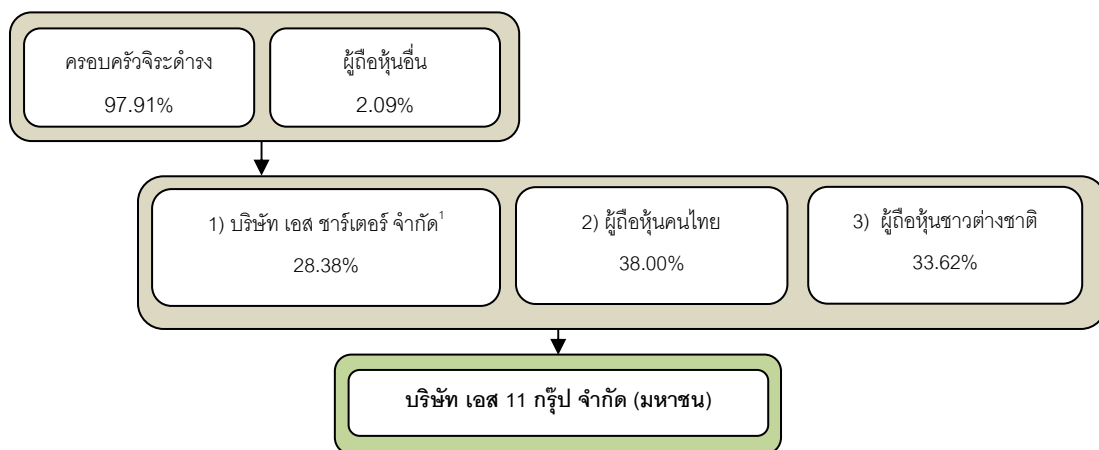 ครอบครัวจิระดำรง
97.91%
ผู้ถือหุ้นอื่น
2.09%
1) บริษัท เอส ชาร์เตอร์ จำกัด¹
28.38%
2) ผู้ถือหุ้นคนไทย
38.00%
3) ผู้ถือหุ้นชาวต่างชาติ
33.62%
บริษัท เอส 11 กรุ๊ป จำกัด (มหาชน)